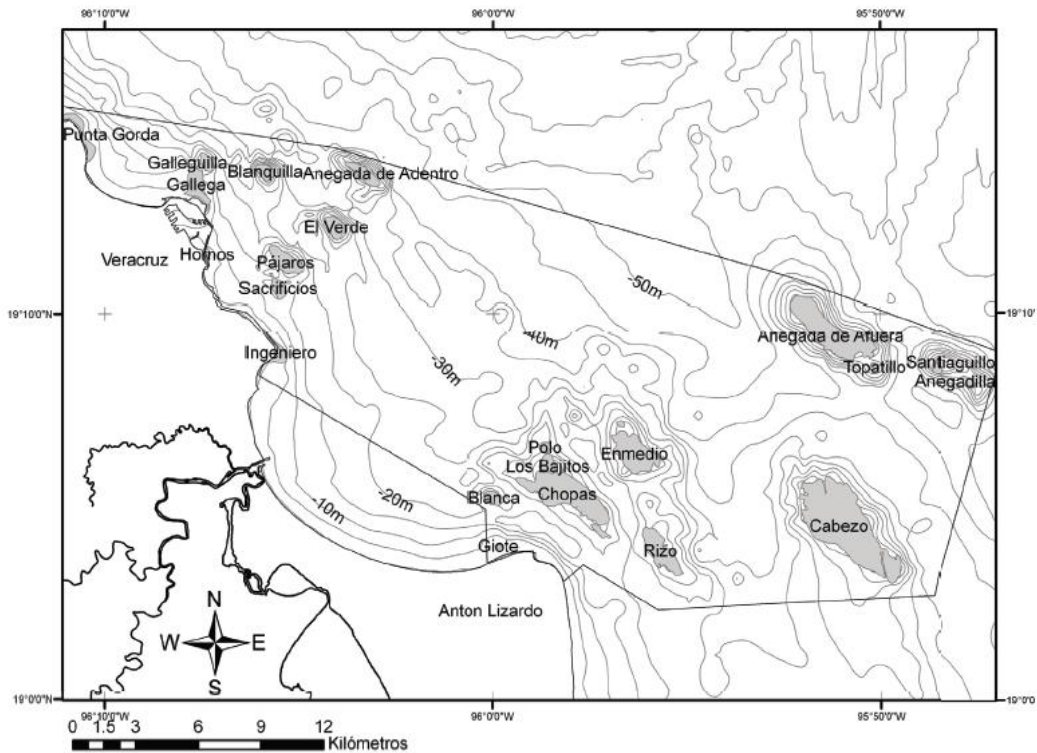 96°10'0"W
96°0'0"W
95°50'0"W
Punta Gorda
Galleguilla
Blanquilla
Anegada de Adentro
Gallega
El Verde
Veracruz
Hornos
Pájaros
Sacrificios
-50m
19°10'
19°10'
-40m
Anegada de Afuera
Ingeniero
-30m
Topatillo
Santiaguillo
Anegadilla
Polo
Enmedio
Los Bajitos
Blanca
Chopas
-20m
-10m
Cabezo
Giote
Rizo
Anton Lizardo
N
W
E
S
19°0'0"N
19°0'0
96°10'0"W
96°0'0"W
95°50'0"W
0 1.5 3 6 9 12
Kilómetros